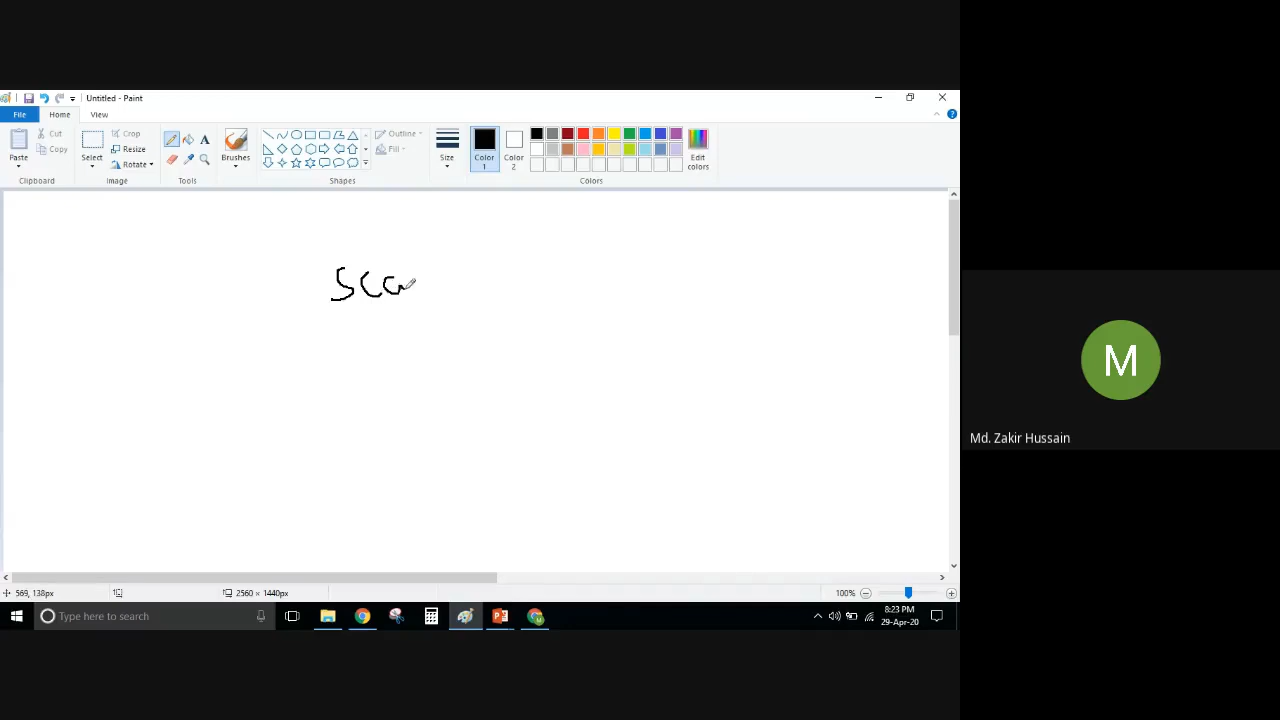 Untitled - Paint
File
Home
View
Paste
Cut
Copy
Clipboard
Select
Crop
Resize
Rotate
Image
Tools
Brushes
Shapes
Outline
Fill
Size
Color 1
Color 2
Edit colors
Colors
Sca
M
Md. Zakir Hussain
569, 138px
2560 × 1440px
100%
Type here to search
8:23 PM
29-Apr-20